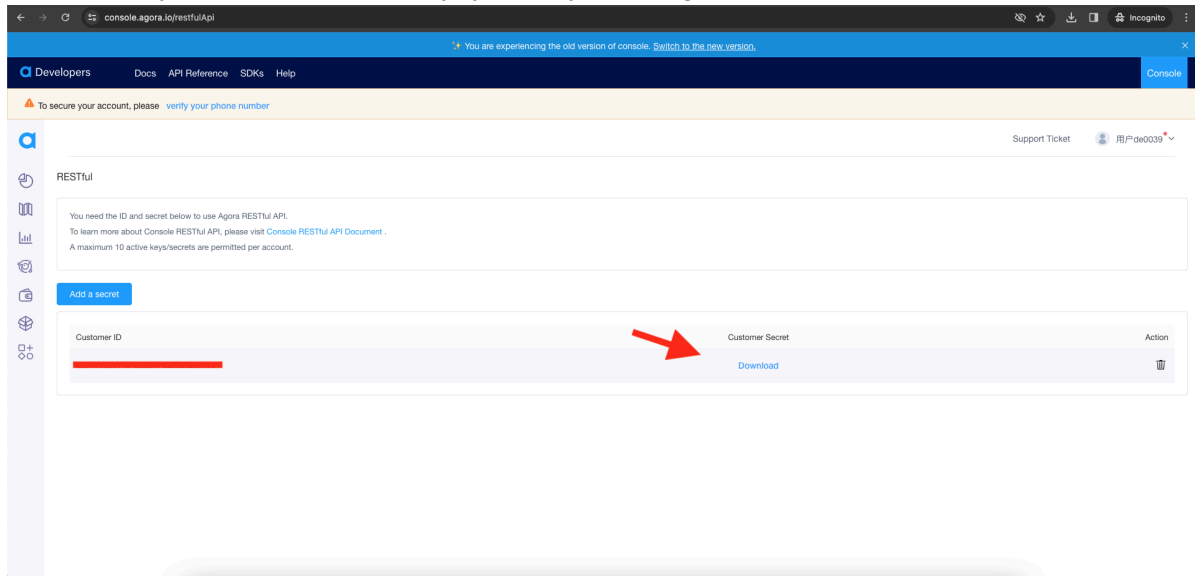 console.agora.io/restfulApi
Incognito
✨ You are experiencing the old version of console. Switch to the new version.
Developers Docs API Reference SDKs Help Console
To secure your account, please verify your phone number
Support Ticket 用户de0039
RESTful
You need the ID and secret below to use Agora RESTful API.
To learn more about Console RESTful API, please visit Console RESTful API Document .
A maximum 10 active keys/secrets are permitted per account.
Add a secret
Customer ID Customer Secret Action
Download